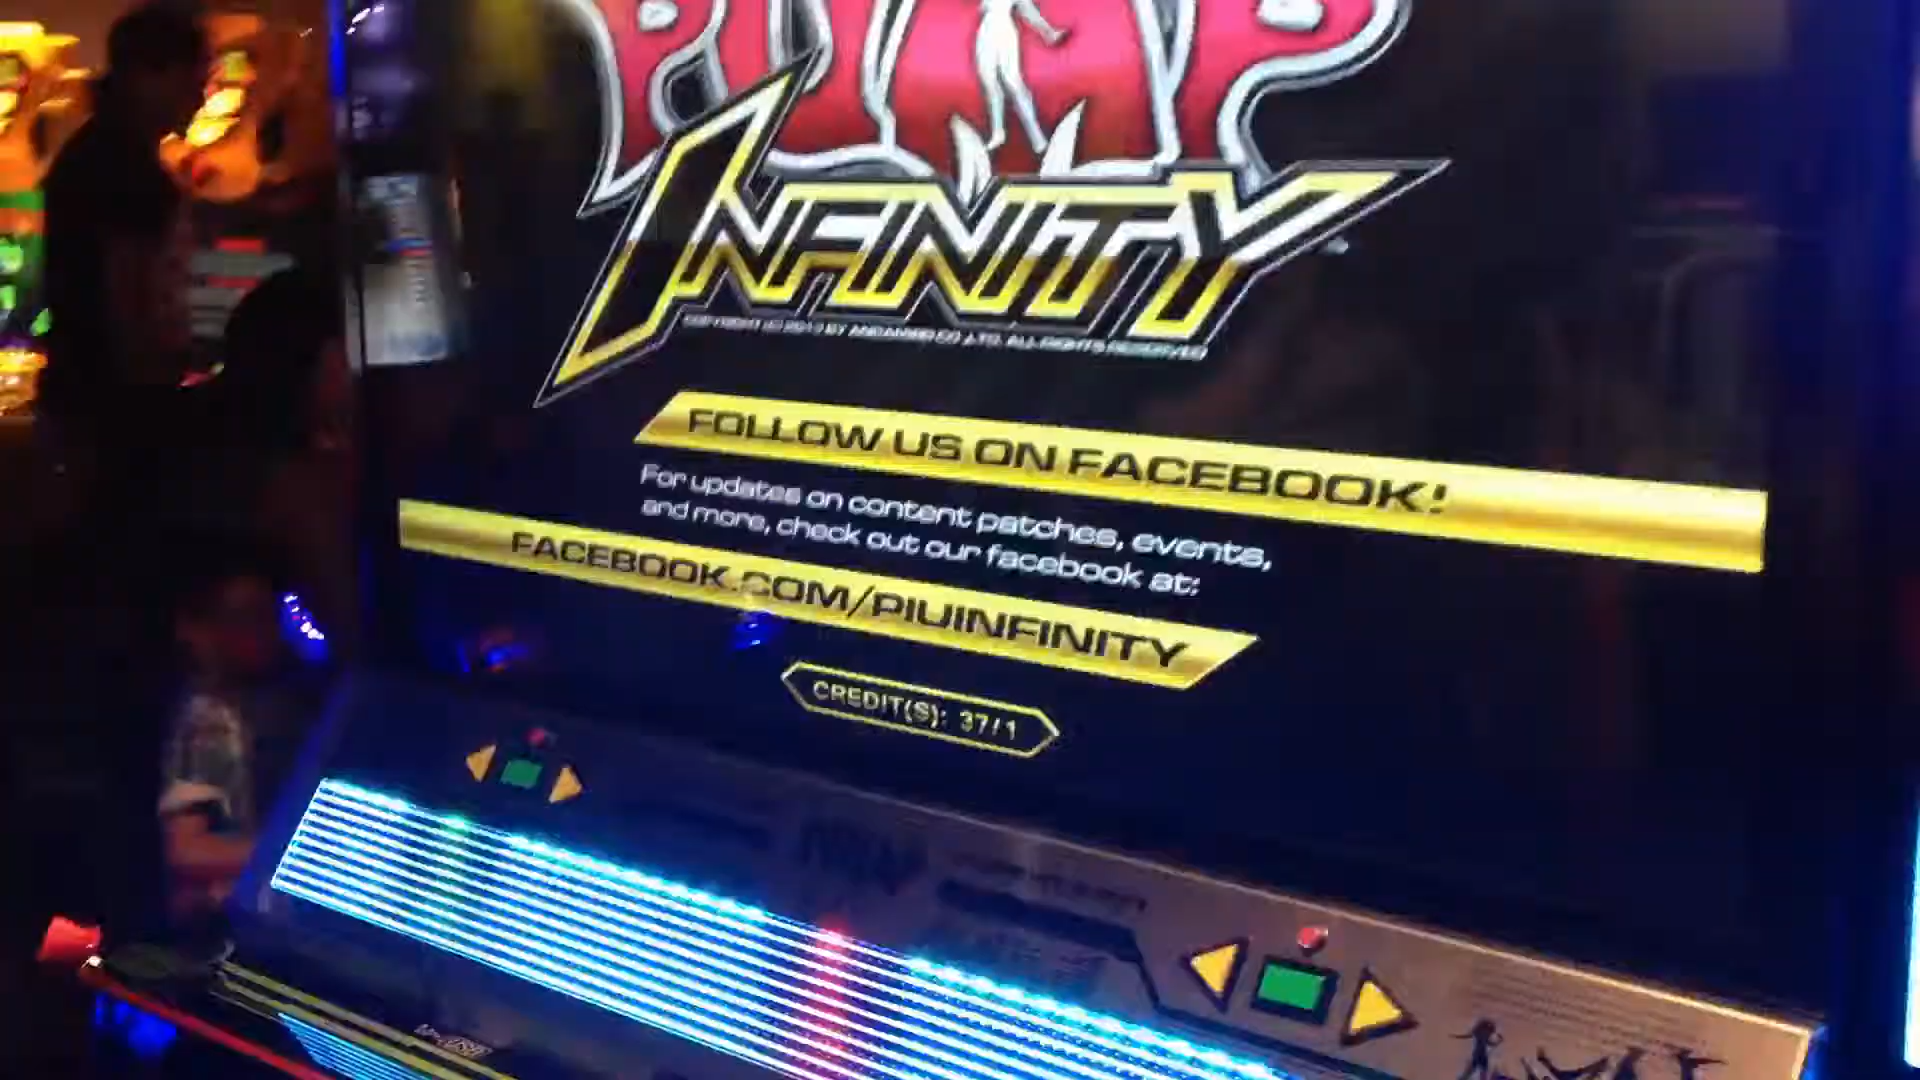 PUMP
INFINITY
FOLLOW US ON FACEBOOK!
For updates on content patches, events,
and more, check out our facebook at:
FACEBOOK.COM/PIUINFINITY
CREDIT(S): 37/1